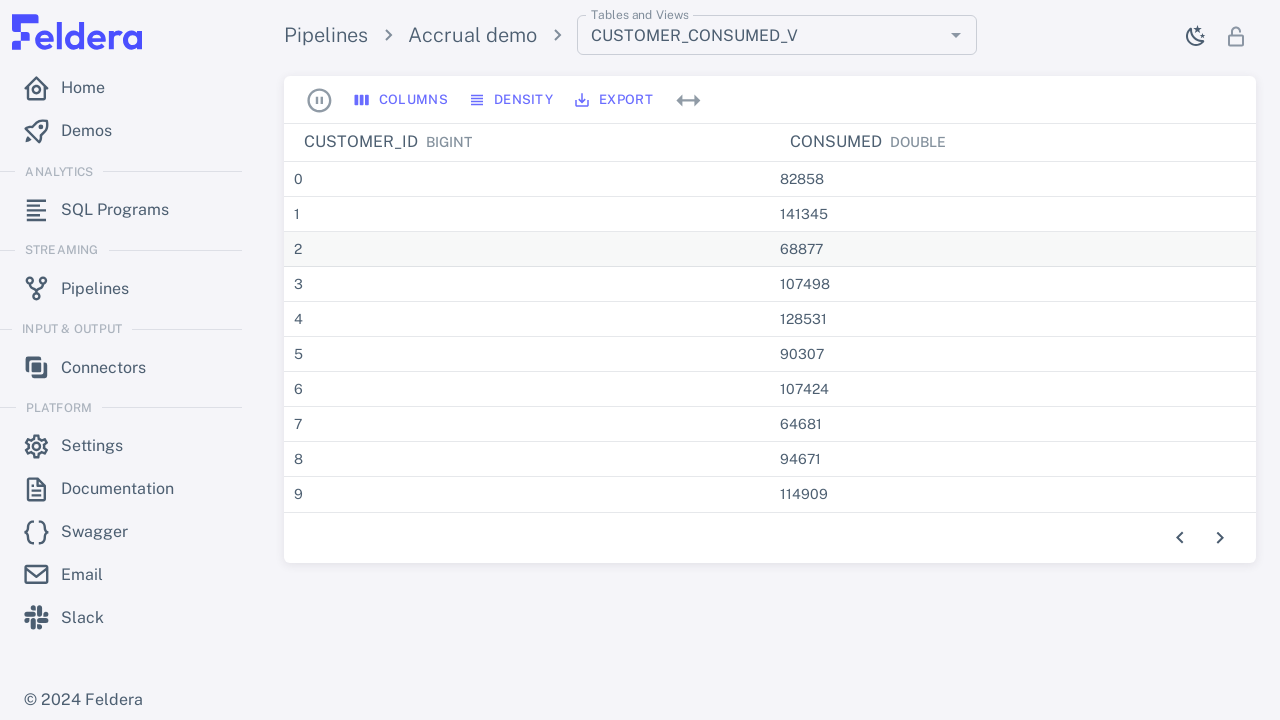 Feldera
Home
Demos
ANALYTICS
SQL Programs
STREAMING
Pipelines
INPUT & OUTPUT
Connectors
PLATFORM
Settings
Documentation
Swagger
Email
Slack
© 2024 Feldera
Pipelines > Accrual demo >
Tables and Views
CUSTOMER_CONSUMED_V
COLUMNS DENSITY EXPORT
CUSTOMER_ID BIGINT CONSUMED DOUBLE
0 82858
1 141345
2 68877
3 107498
4 128531
5 90307
6 107424
7 64681
8 94671
9 114909